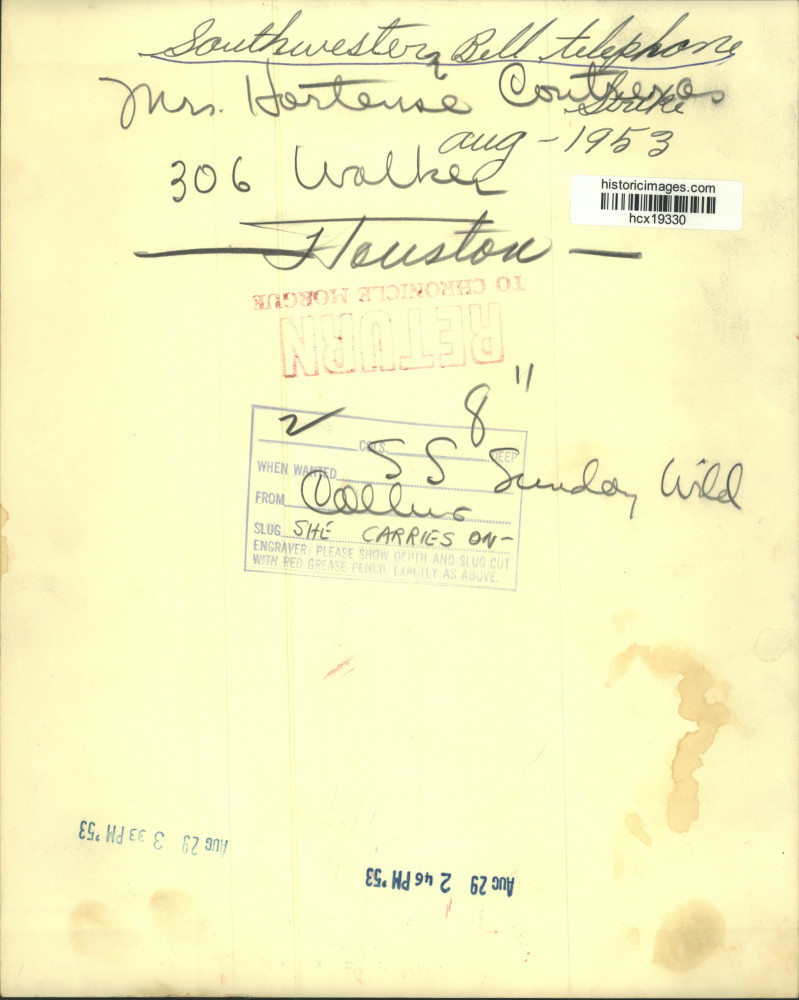 Southwestern Bell telephone
Strike
aug - 1953
Mrs. Hortense Contreras
306 Walker
Houston
historicimages.com
hcx19330
RETURN
TO CHRONICLE MORGUE
2 COLS. 8" DEEP
WHEN WANTED SS Sunday Wild
FROM Collins
SLUG SHE CARRIES ON-
ENGRAVER: PLEASE SHOW DEPTH AND SLUG CUT
WITH RED GREASE PENCIL EXACTLY AS ABOVE.
AUG 29 3 33 PM '53
AUG 29 2 46 PM '53